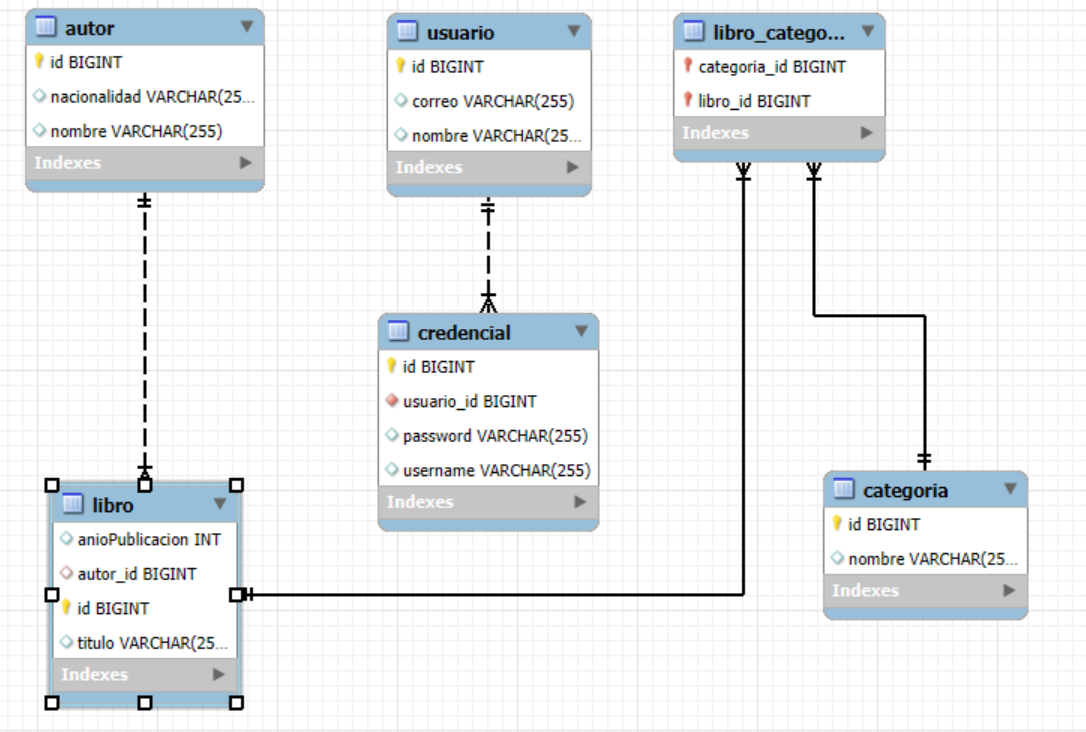 autor
id BIGINT
nacionalidad VARCHAR(25...
nombre VARCHAR(255)
Indexes
usuario
id BIGINT
correo VARCHAR(255)
nombre VARCHAR(25...
Indexes
libro_catego...
categoria_id BIGINT
libro_id BIGINT
Indexes
credencial
id BIGINT
usuario_id BIGINT
password VARCHAR(255)
username VARCHAR(255)
Indexes
libro
anioPublicacion INT
autor_id BIGINT
id BIGINT
titulo VARCHAR(25...
Indexes
categoria
id BIGINT
nombre VARCHAR(25...
Indexes